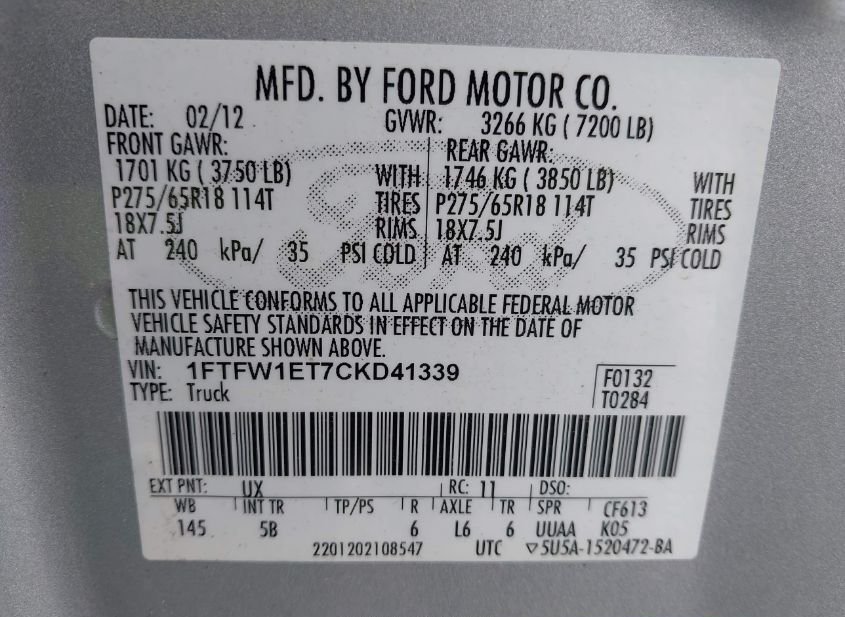 MFD. BY FORD MOTOR CO.
DATE: 02/12 GVWR: 3266 KG ( 7200 LB)
FRONT GAWR: REAR GAWR:
1701 KG ( 3750 LB) WITH 1746 KG ( 3850 LB) WITH
P275/65R18 114T TIRES P275/65R18 114T TIRES
18X7.5J RIMS 18X7.5J RIMS
AT 240 kPa/ 35 PSI COLD AT 240 kPa/ 35 PSI COLD
THIS VEHICLE CONFORMS TO ALL APPLICABLE FEDERAL MOTOR
VEHICLE SAFETY STANDARDS IN EFFECT ON THE DATE OF
MANUFACTURE SHOWN ABOVE.
VIN: 1FTFW1ET7CKD41339 F0132
TYPE: Truck T0284
EXT PNT: UX RC: 11 DSO:
WB INT TR TP/PS R AXLE TR SPR CF613
145 5B 6 L6 6 UUAA K05
2201202108547 UTC ▽5U5A-1520472-BA